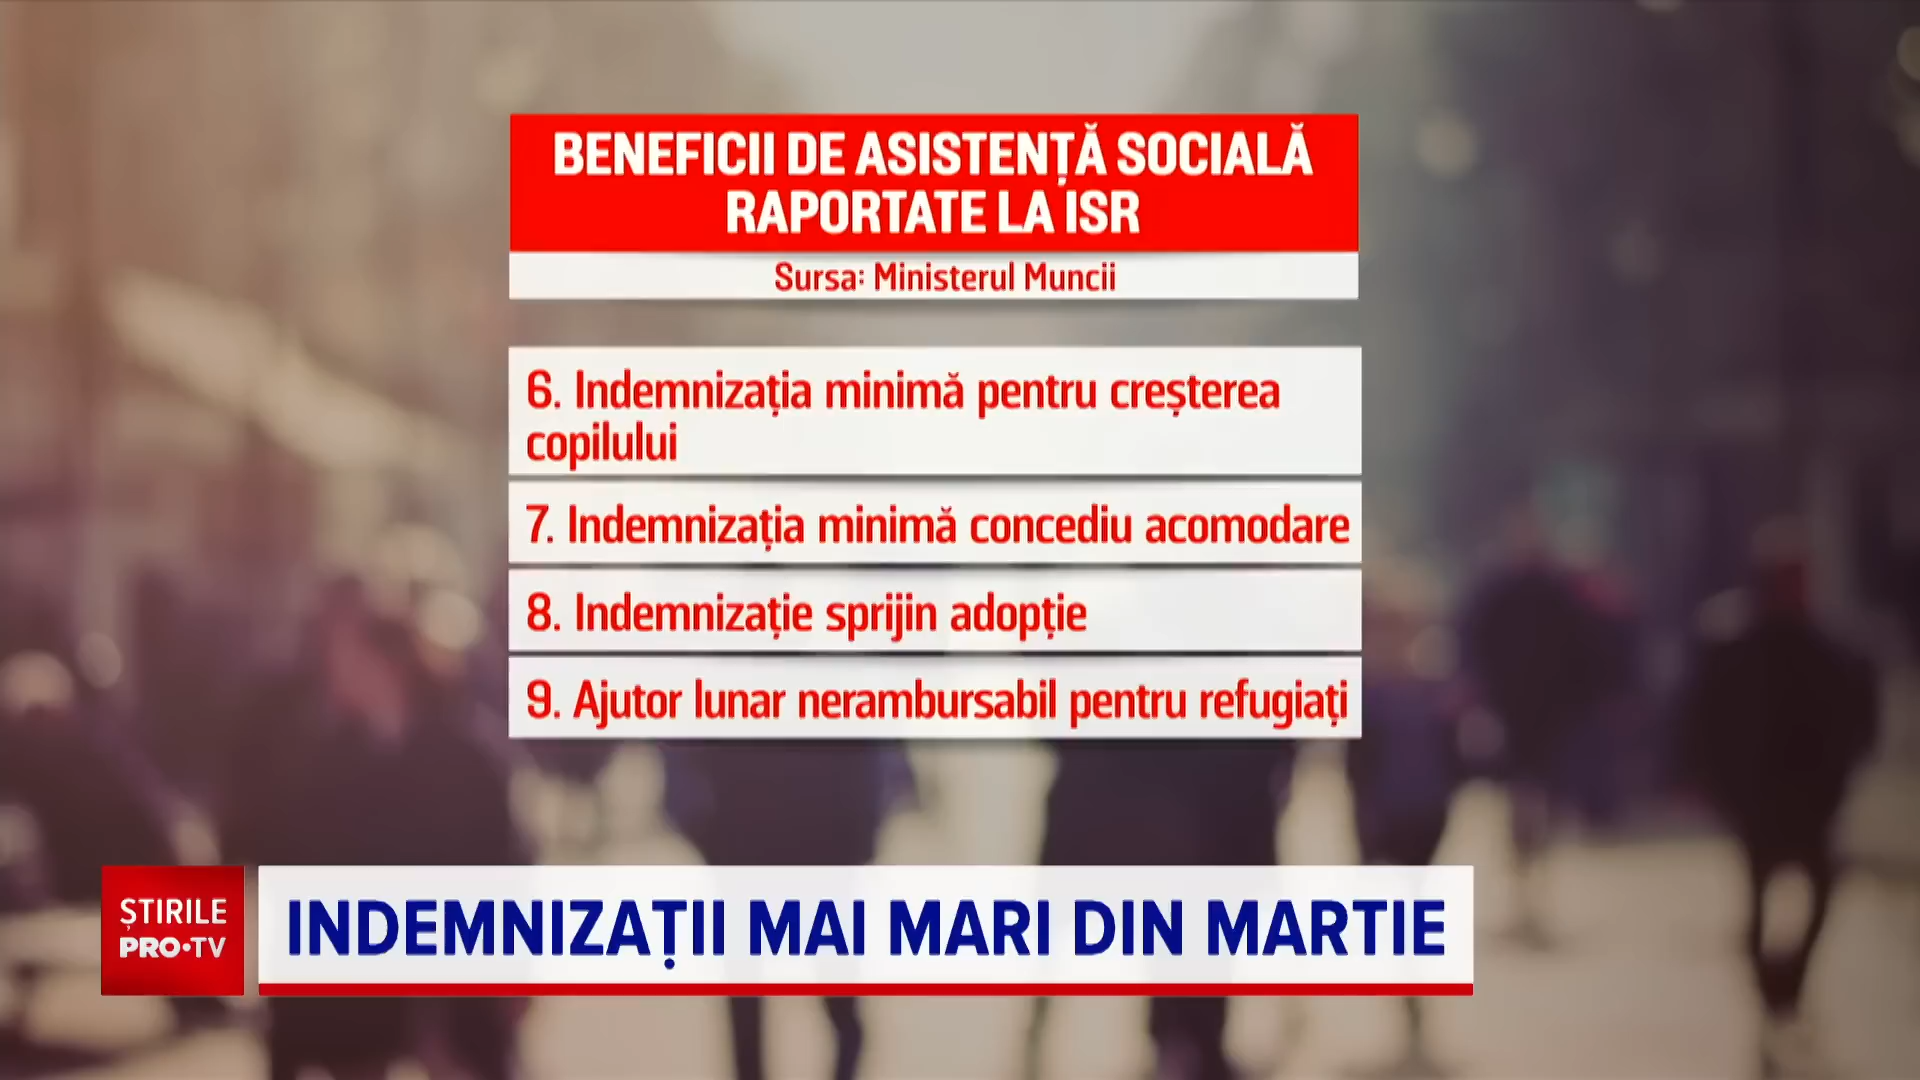 BENEFICII DE ASISTENȚĂ SOCIALĂ
RAPORTATE LA ISR
Sursa: Ministerul Muncii
6. Indemnizația minimă pentru creșterea
copilului
7. Indemnizația minimă concediu acomodare
8. Indemnizație sprijin adopție
9. Ajutor lunar nerambursabil pentru refugiați
ȘTIRILE
PRO•TV
INDEMNIZAȚII MAI MARI DIN MARTIE